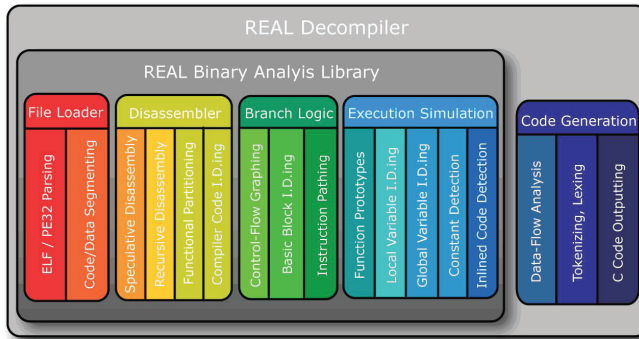 REAL Decompiler
REAL Binary Analyis Library
File Loader
ELF / PE32 Parsing
Code/Data Segmenting
Disassembler
Speculative Disassembly
Recursive Disassembly
Functional Partitioning
Compiler Code I.D.ing
Branch Logic
Control-Flow Graphing
Basic Block I.D.ing
Instruction Pathing
Execution Simulation
Function Prototypes
Local Variable I.D.ing
Global Variable I.D.ing
Constant Detection
Inlined Code Detection
Code Generation
Data-Flow Analysis
Tokenizing, Lexing
C Code Outputting